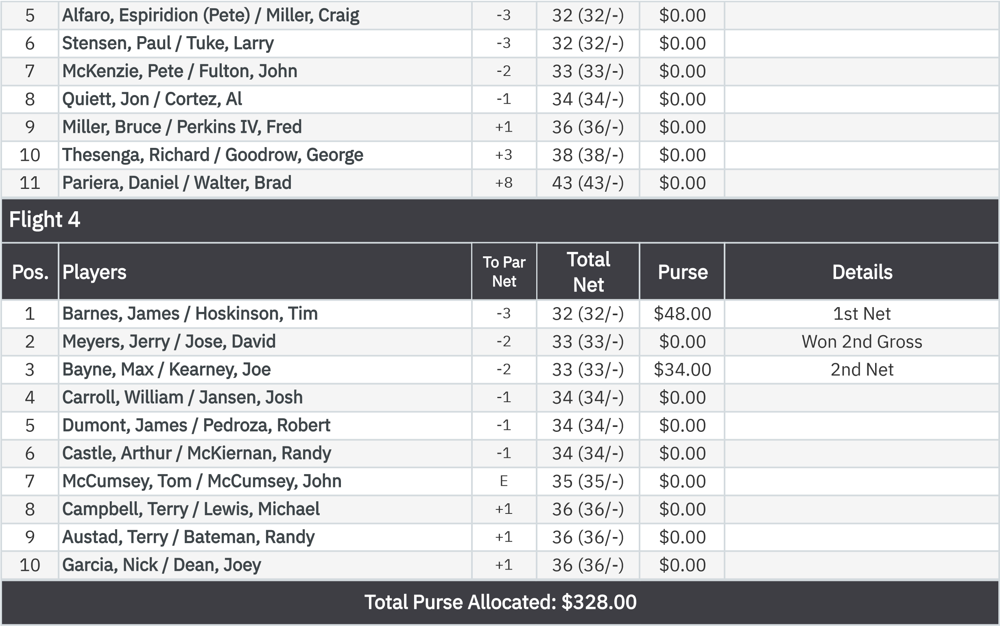 5 Alfaro, Espiridion (Pete) / Miller, Craig -3 32 (32/-) $0.00
6 Stensen, Paul / Tuke, Larry -3 32 (32/-) $0.00
7 McKenzie, Pete / Fulton, John -2 33 (33/-) $0.00
8 Quiett, Jon / Cortez, Al -1 34 (34/-) $0.00
9 Miller, Bruce / Perkins IV, Fred +1 36 (36/-) $0.00
10 Thesenga, Richard / Goodrow, George +3 38 (38/-) $0.00
11 Pariera, Daniel / Walter, Brad +8 43 (43/-) $0.00
Flight 4
Pos. Players To Par Net Total Net Purse Details
1 Barnes, James / Hoskinson, Tim -3 32 (32/-) $48.00 1st Net
2 Meyers, Jerry / Jose, David -2 33 (33/-) $0.00 Won 2nd Gross
3 Bayne, Max / Kearney, Joe -2 33 (33/-) $34.00 2nd Net
4 Carroll, William / Jansen, Josh -1 34 (34/-) $0.00
5 Dumont, James / Pedroza, Robert -1 34 (34/-) $0.00
6 Castle, Arthur / McKiernan, Randy -1 34 (34/-) $0.00
7 McCumsey, Tom / McCumsey, John E 35 (35/-) $0.00
8 Campbell, Terry / Lewis, Michael +1 36 (36/-) $0.00
9 Austad, Terry / Bateman, Randy +1 36 (36/-) $0.00
10 Garcia, Nick / Dean, Joey +1 36 (36/-) $0.00
Total Purse Allocated: $328.00